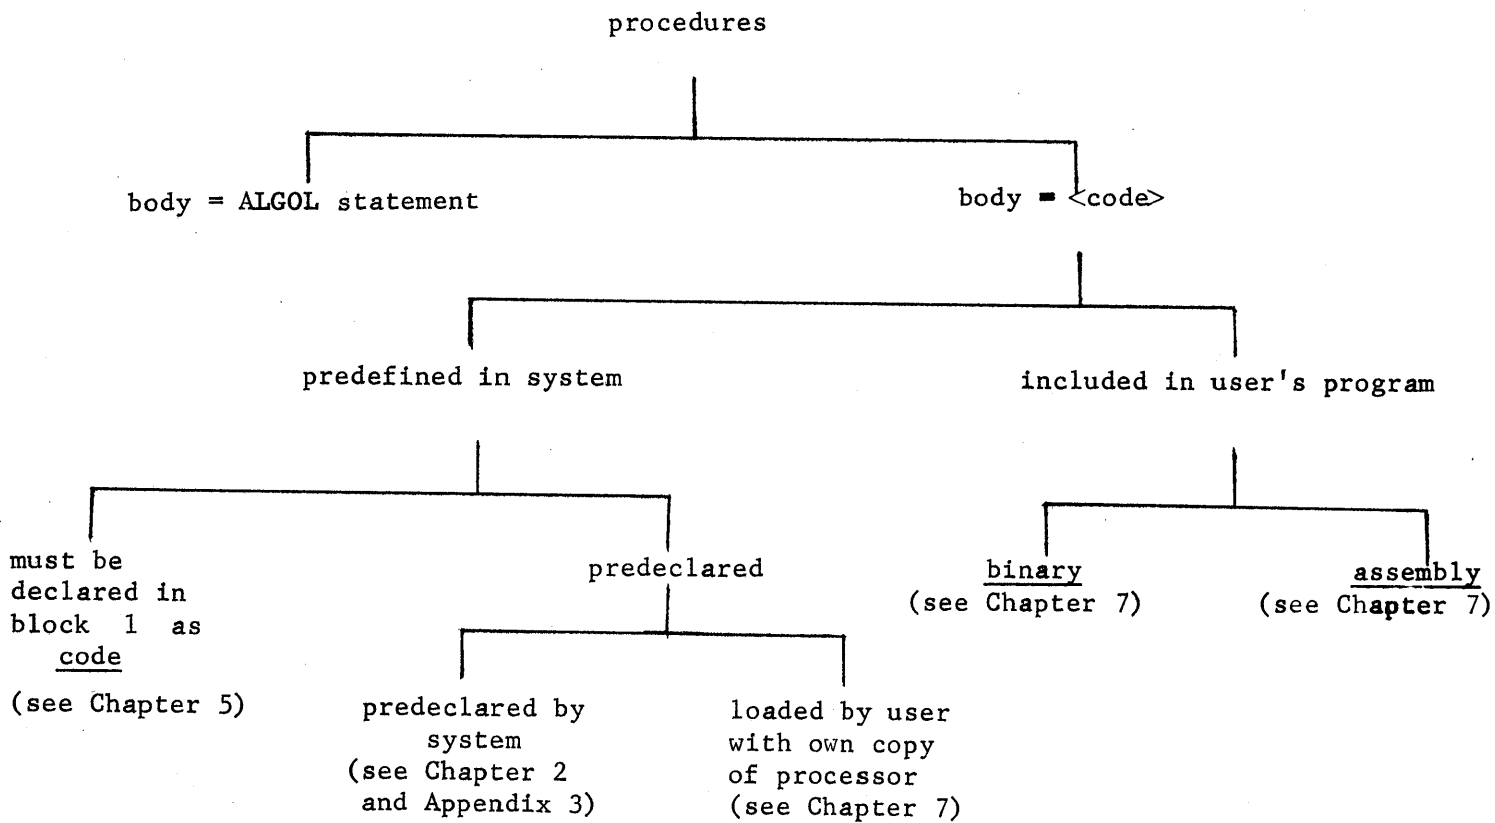 procedures
body = ALGOL statement
body = <code>
predefined in system
included in user's program
must be
declared in
block 1 as
code
(see Chapter 5)
predeclared
binary
(see Chapter 7)
assembly
(see Chapter 7)
predeclared by
system
(see Chapter 2
and Appendix 3)
loaded by user
with own copy
of processor
(see Chapter 7)